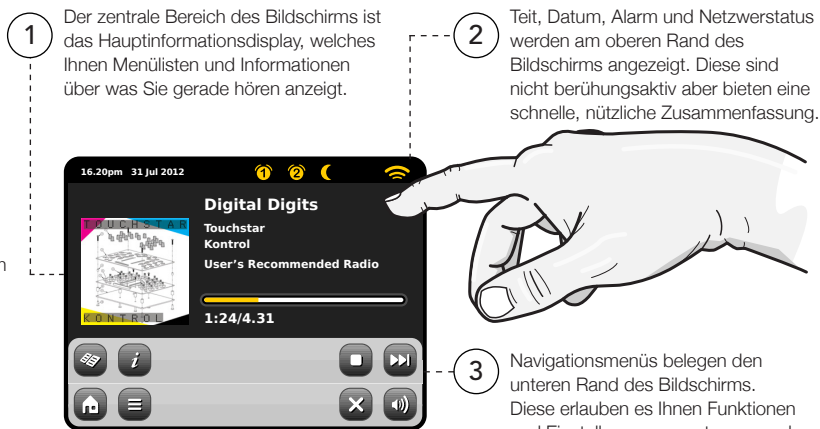 1
Der zentrale Bereich des Bildschirms ist
das Hauptinformationsdisplay, welches
Ihnen Menülisten und Informationen
über was Sie gerade hören anzeigt.
2
Teit, Datum, Alarm und Netzwerstatus
werden am oberen Rand des
Bildschirms angezeigt. Diese sind
nicht berühungsaktiv aber bieten eine
schnelle, nützliche Zusammenfassung.
16.20pm 31 Jul 2012
1 2
TOUCHSTAR
KONTROL
Digital Digits
Touchstar
Kontrol
User's Recommended Radio
1:24/4.31
i
3
Navigationsmenüs belegen den
unteren Rand des Bildschirms.
Diese erlauben es Ihnen Funktionen